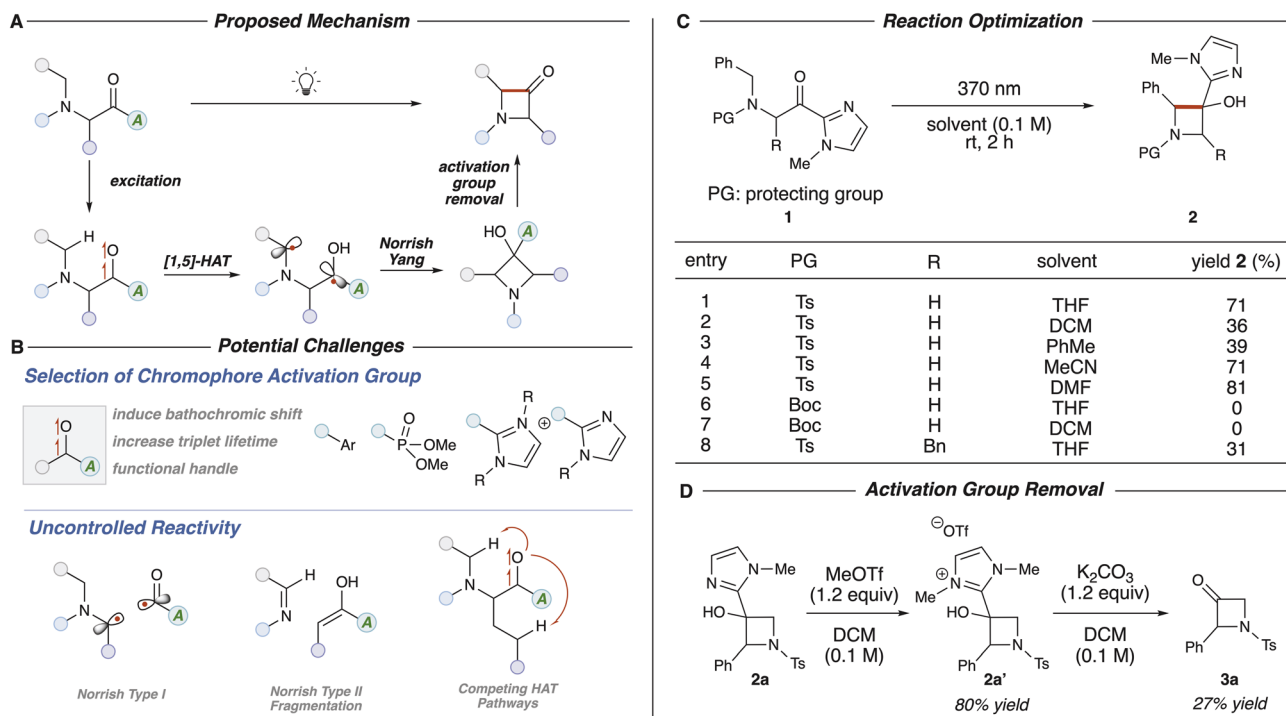 A Proposed Mechanism
N
O
A
N
O
excitation
activation
group
removal
H
O
N
A
[1,5]-HAT
OH
N
A
Norrish
Yang
HO
A
N
B Potential Challenges
Selection of Chromophore Activation Group
O
A
induce bathochromic shift
increase triplet lifetime
functional handle
Ar
O
P
OMe
OMe
R
N
⊕
N
R
N
N
R
Uncontrolled Reactivity
N
O
A
Norrish Type I
H
N
OH
A
Norrish Type II
Fragmentation
H
O
N
A
H
Competing HAT
Pathways
C Reaction Optimization
Ph
O
N
PG
R
N
N
Me
PG: protecting group
1
370 nm
solvent (0.1 M)
rt, 2 h
Me
N
N
Ph
OH
N
PG
R
2
entry PG R solvent yield 2 (%)
1 Ts H THF 71
2 Ts H DCM 36
3 Ts H PhMe 39
4 Ts H MeCN 71
5 Ts H DMF 81
6 Boc H THF 0
7 Boc H DCM 0
8 Ts Bn THF 31
D Activation Group Removal
N
N
Me
HO
N
Ph
Ts
2a
MeOTf
(1.2 equiv)
DCM
(0.1 M)
⊖OTf
⊕
N
Me
N
Me
HO
N
Ph
Ts
2a'
80% yield
K2CO3
(1.2 equiv)
DCM
(0.1 M)
O
N
Ph
Ts
3a
27% yield